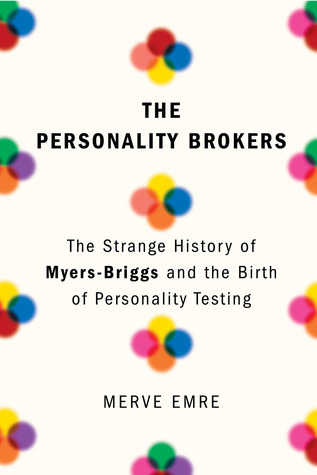 THE
PERSONALITY BROKERS
The Strange History of
Myers-Briggs and the Birth
of Personality Testing
MERVE EMRE